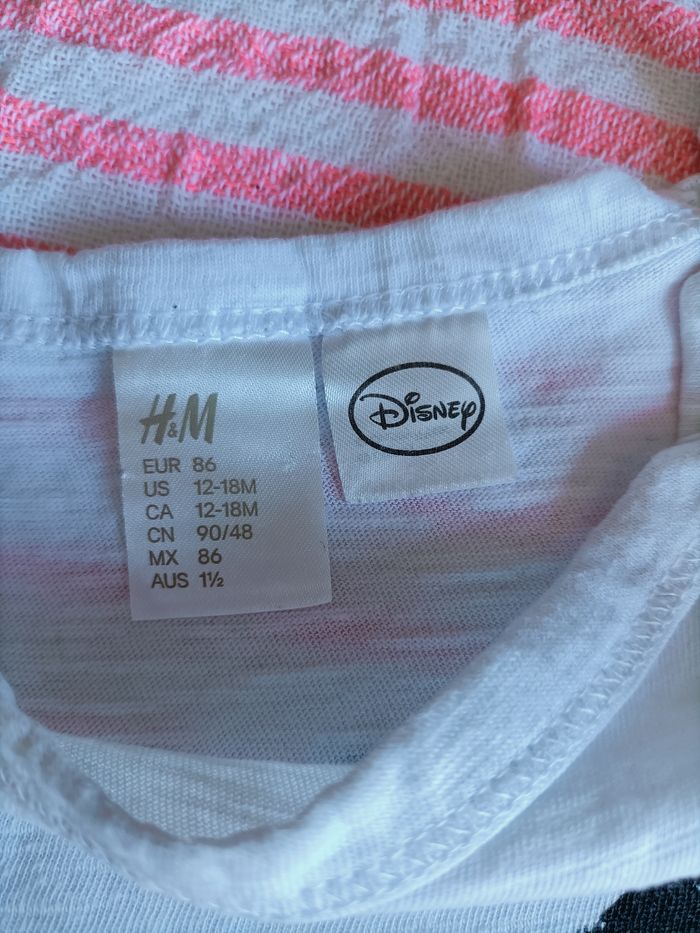 H&M
EUR 86
US 12-18M
CA 12-18M
CN 90/48
MX 86
AUS 1½
Disney